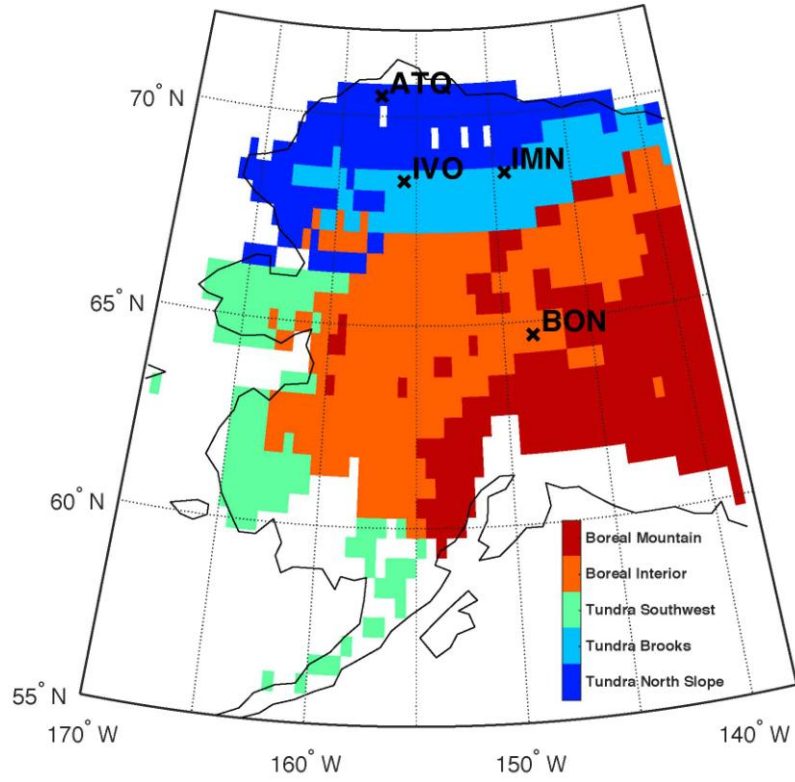 ATQ
70° N
IVO
IMN
65° N
BON
60° N
Boreal Mountain
Boreal Interior
Tundra Southwest
Tundra Brooks
Tundra North Slope
55° N
170° W
160° W
150° W
140° W